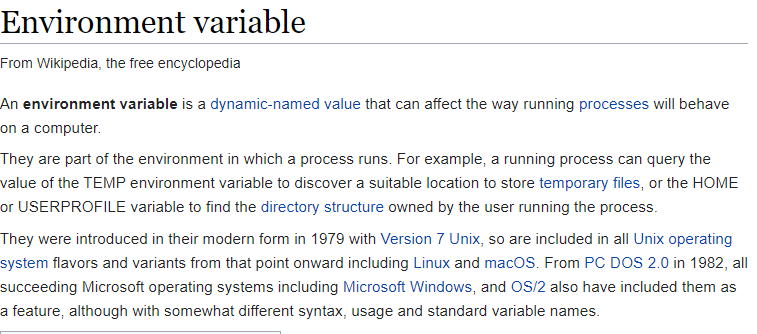 Environment variable
From Wikipedia, the free encyclopedia
An environment variable is a dynamic-named value that can affect the way running processes will behave
on a computer.
They are part of the environment in which a process runs. For example, a running process can query the
value of the TEMP environment variable to discover a suitable location to store temporary files, or the HOME
or USERPROFILE variable to find the directory structure owned by the user running the process.
They were introduced in their modern form in 1979 with Version 7 Unix, so are included in all Unix operating
system flavors and variants from that point onward including Linux and macOS. From PC DOS 2.0 in 1982, all
succeeding Microsoft operating systems including Microsoft Windows, and OS/2 also have included them as
a feature, although with somewhat different syntax, usage and standard variable names.